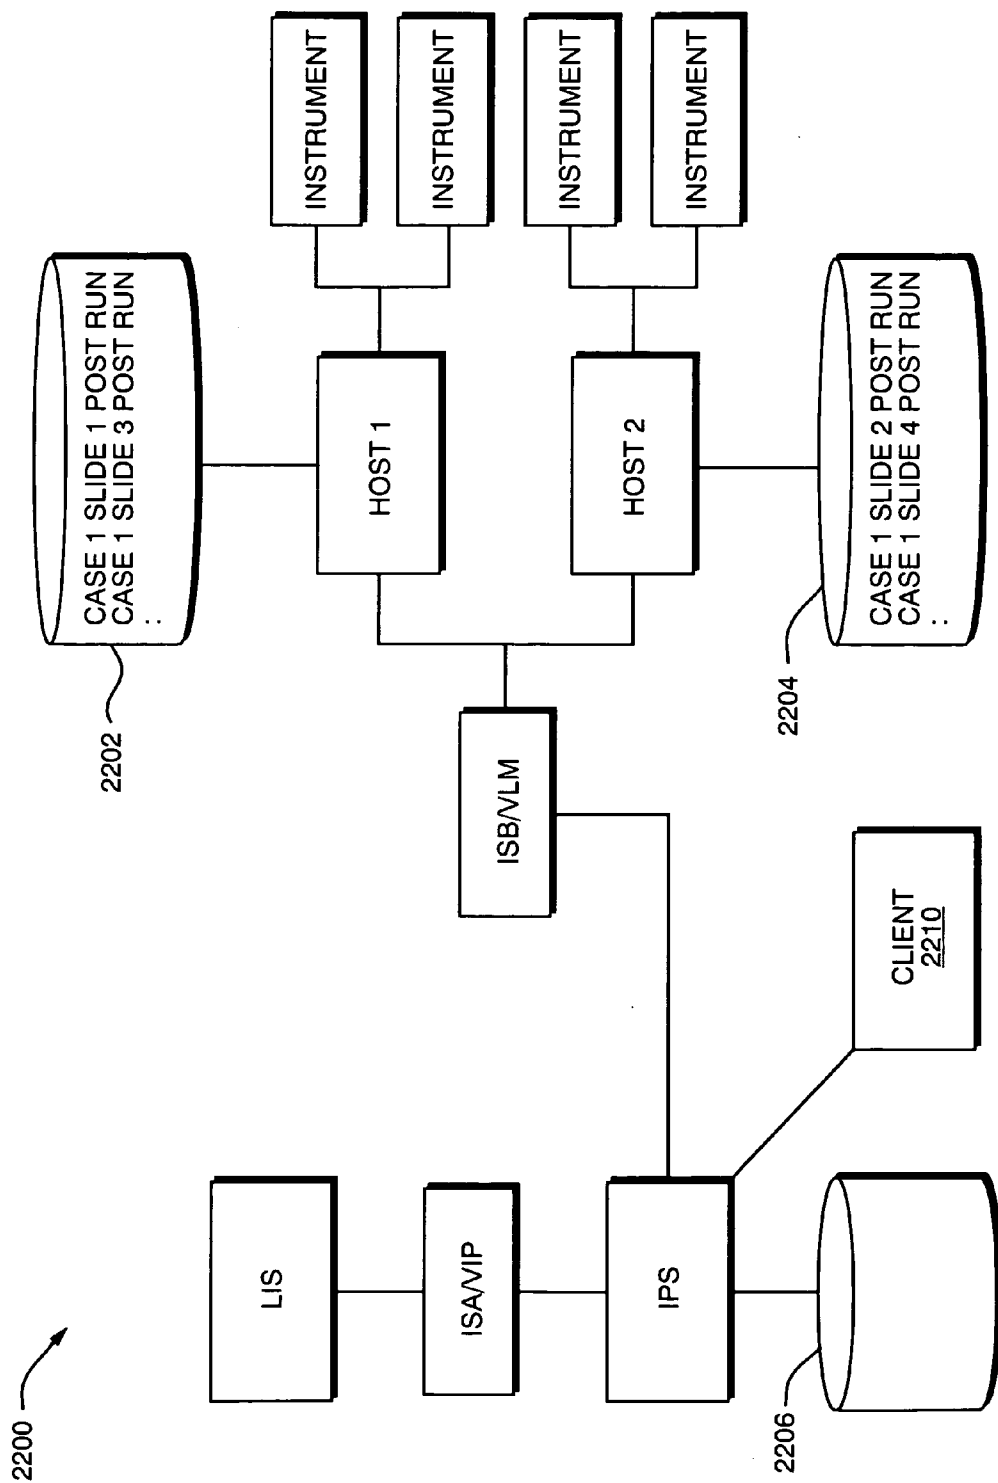 2200
LIS
ISA/VIP
IPS
2206
CLIENT
2210
ISB/VLM
2202
CASE 1 SLIDE 1 POST RUN
CASE 1 SLIDE 3 POST RUN
:
HOST 1
HOST 2
2204
CASE 1 SLIDE 2 POST RUN
CASE 1 SLIDE 4 POST RUN
:
INSTRUMENT
INSTRUMENT
INSTRUMENT
INSTRUMENT